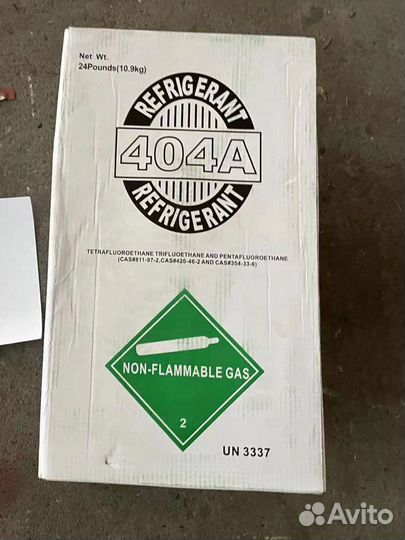 Net Wt.
24Pounds(10.9kg)
REFRIGERANT
404A
REFRIGERANT
TETRAFLUOROETHANE TRIFLUOETHANE AND PENTAFLUOROETHANE
(CAS#811-97-2,CAS#420-46-2 AND CAS#354-33-6)
NON-FLAMMABLE GAS
2
UN 3337
Avito